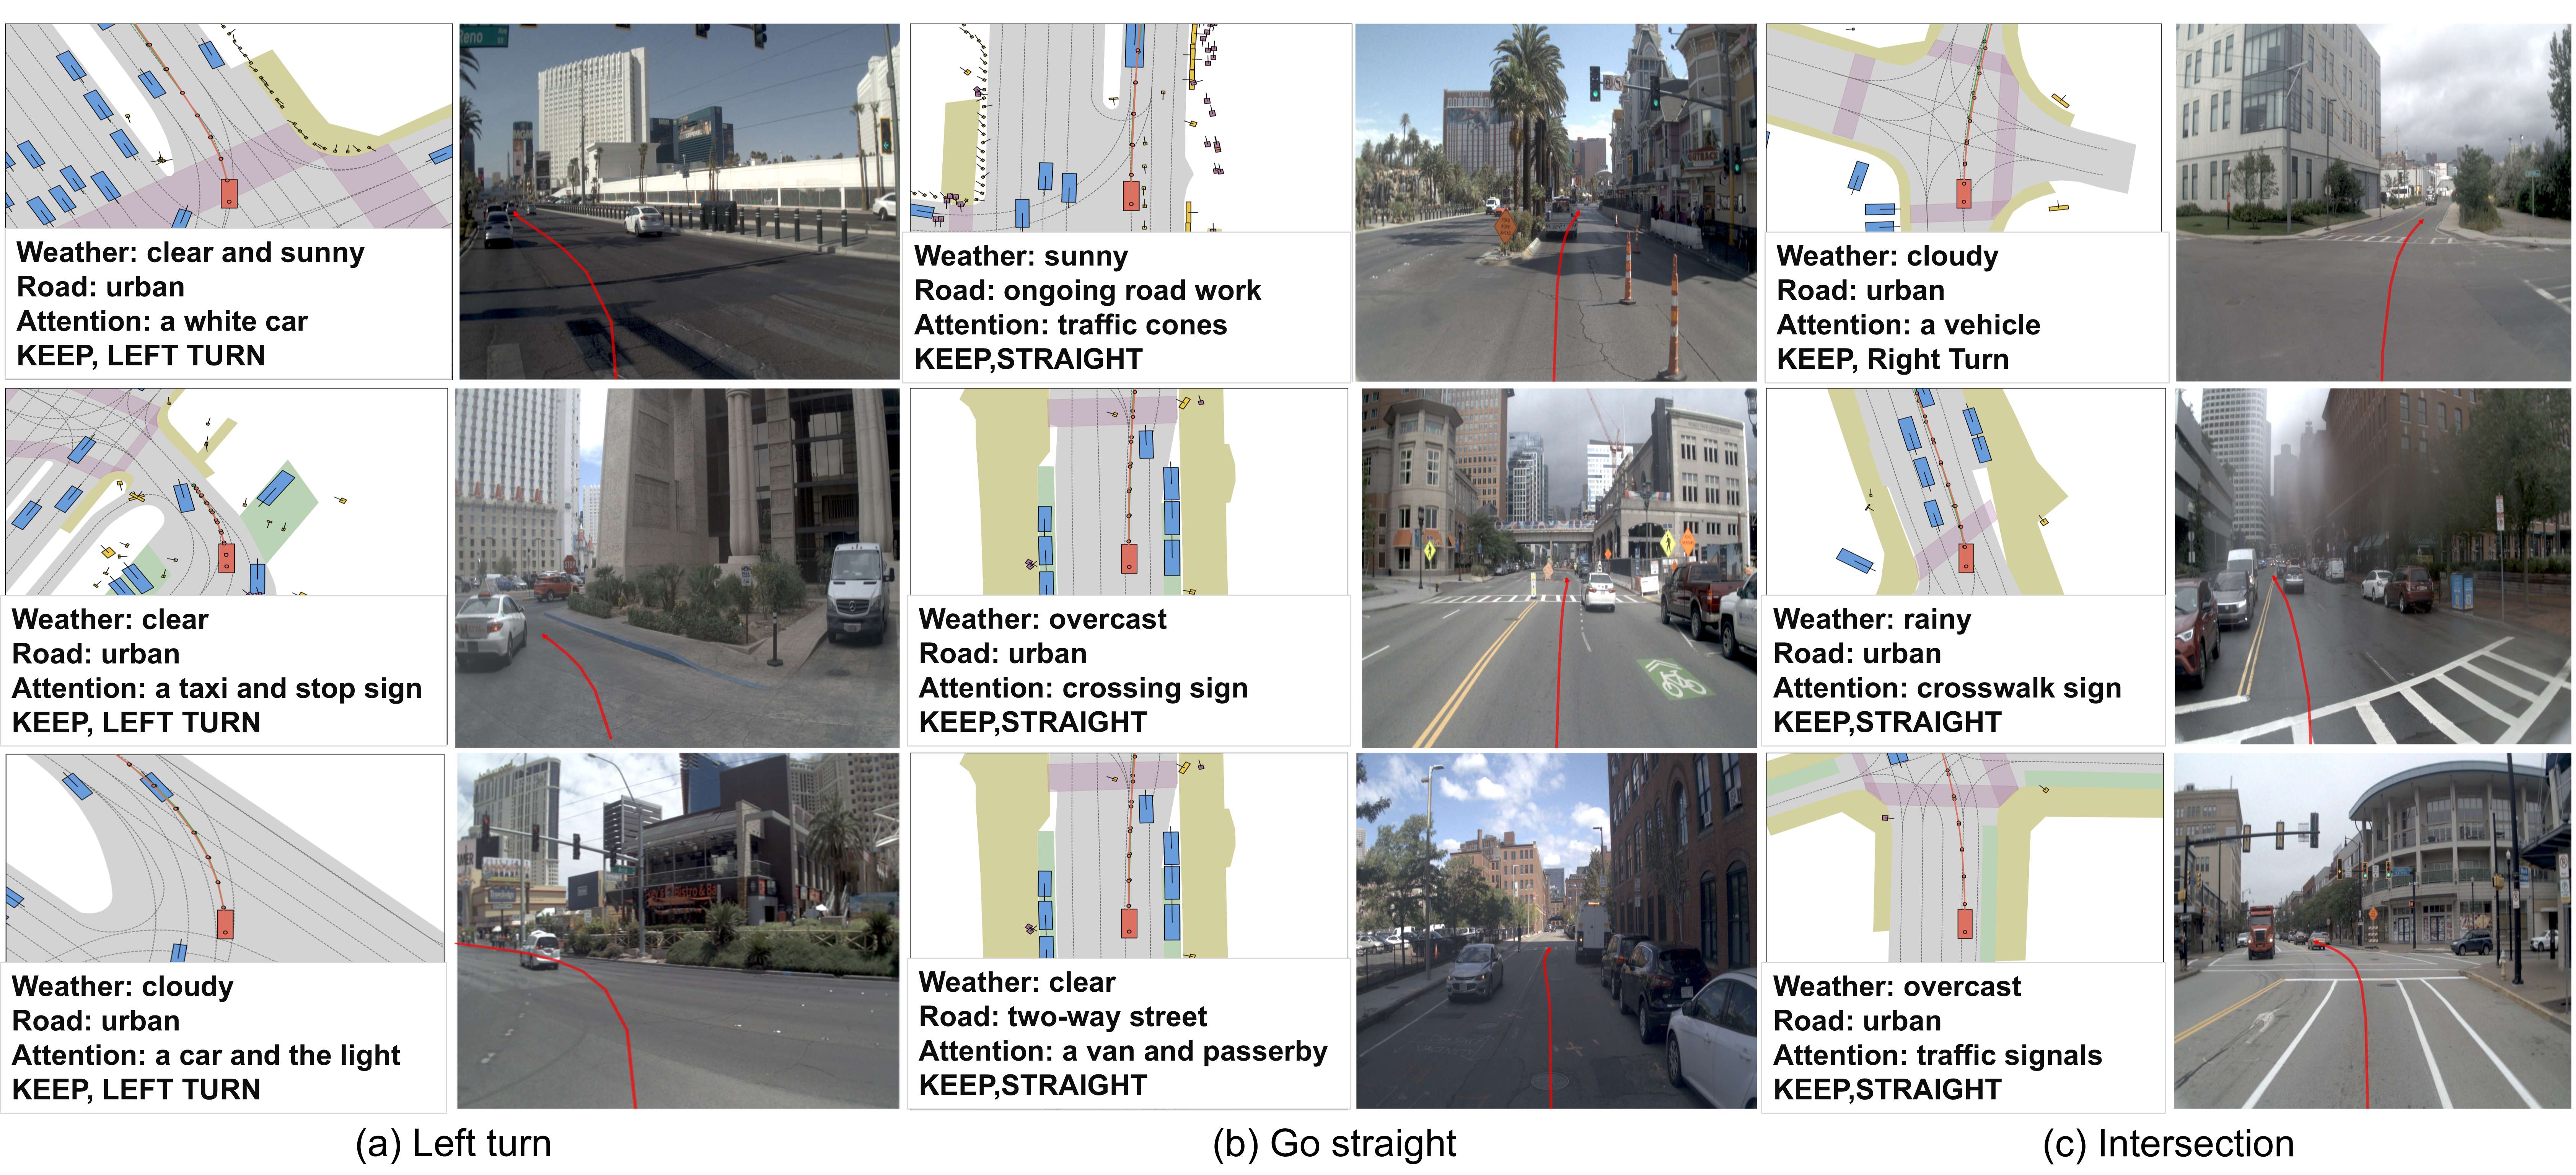 Reno
Weather: clear and sunny
Road: urban
Attention: a white car
KEEP, LEFT TURN
Weather: sunny
Road: ongoing road work
Attention: traffic cones
KEEP,STRAIGHT
Weather: cloudy
Road: urban
Attention: a vehicle
KEEP, Right Turn
Weather: clear
Road: urban
Attention: a taxi and stop sign
KEEP, LEFT TURN
Weather: overcast
Road: urban
Attention: crossing sign
KEEP,STRAIGHT
Weather: rainy
Road: urban
Attention: crosswalk sign
KEEP,STRAIGHT
Weather: cloudy
Road: urban
Attention: a car and the light
KEEP, LEFT TURN
Weather: clear
Road: two-way street
Attention: a van and passerby
KEEP,STRAIGHT
Weather: overcast
Road: urban
Attention: traffic signals
KEEP,STRAIGHT
(a) Left turn
(b) Go straight
(c) Intersection